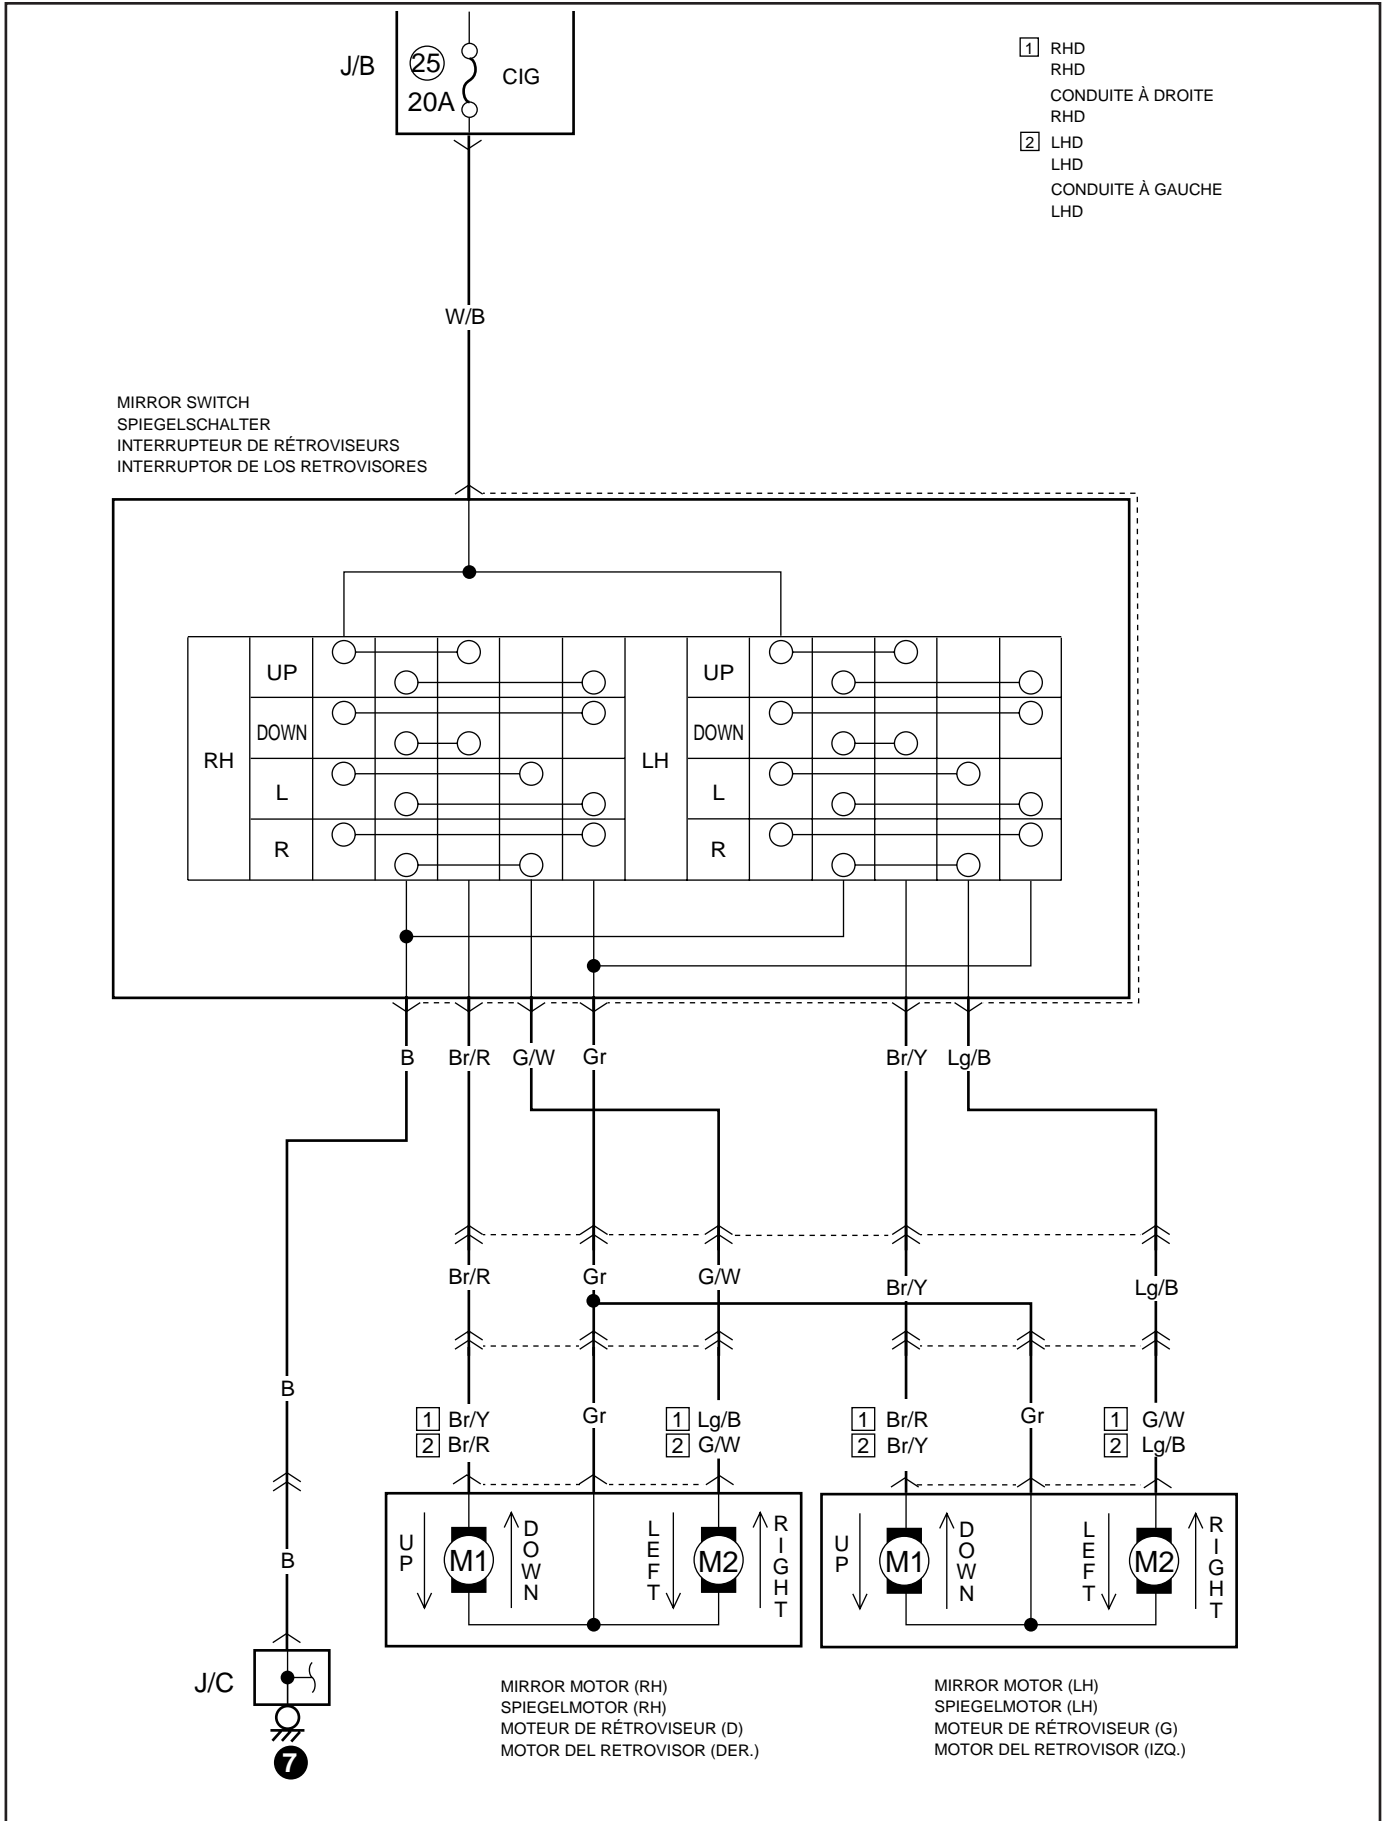 J/B
25
20A
CIG
1 RHD
RHD
CONDUITE À DROITE
RHD
2 LHD
LHD
CONDUITE À GAUCHE
LHD
W/B
MIRROR SWITCH
SPIEGELSCHALTER
INTERRUPTEUR DE RÉTROVISEURS
INTERRUPTOR DE LOS RETROVISORES
RH
UP
DOWN
L
R
LH
UP
DOWN
L
R
B Br/R G/W Gr Br/Y Lg/B
Br/R Gr G/W Br/Y Lg/B
B
1 Br/Y
2 Br/R
Gr
1 Lg/B
2 G/W
1 Br/R
2 Br/Y
Gr
1 G/W
2 Lg/B
B
UP
M1
DOWN
LEFT
M2
RIGHT
UP
M1
DOWN
LEFT
M2
RIGHT
J/C
7
MIRROR MOTOR (RH)
SPIEGELMOTOR (RH)
MOTEUR DE RÉTROVISEUR (D)
MOTOR DEL RETROVISOR (DER.)
MIRROR MOTOR (LH)
SPIEGELMOTOR (LH)
MOTEUR DE RÉTROVISEUR (G)
MOTOR DEL RETROVISOR (IZQ.)